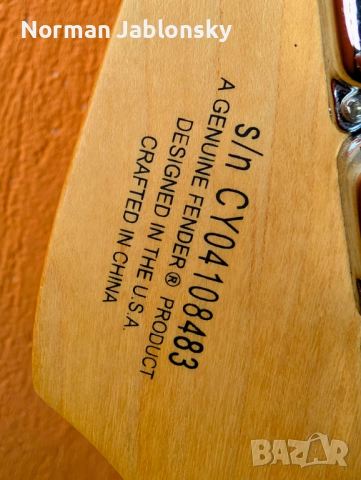 Norman Jablonsky
s/n CY04108483
A GENUINE FENDER® PRODUCT
DESIGNED IN THE U.S.A.
CRAFTED IN CHINA
BAZAR